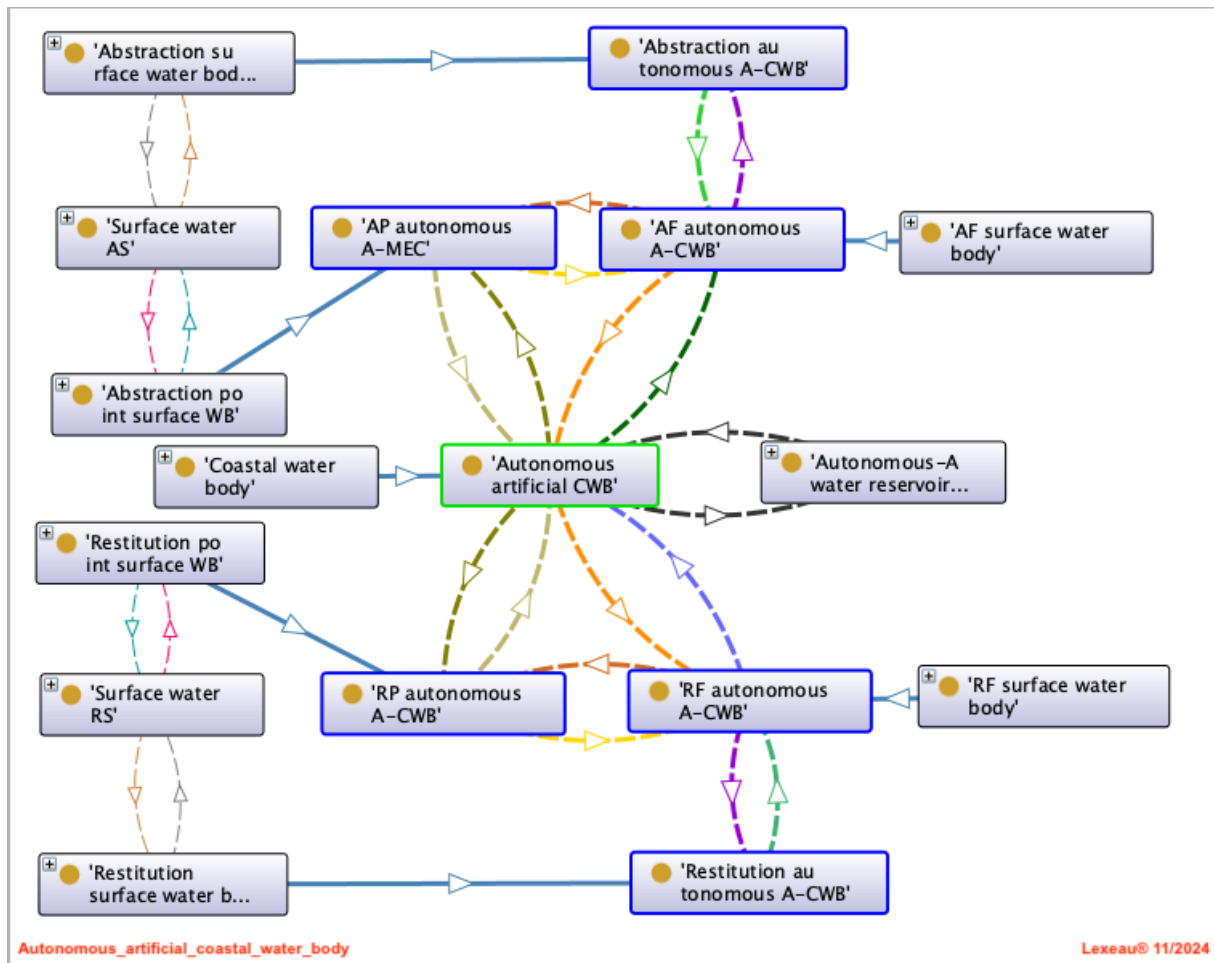 'Abstraction su
rface water bod...
'Abstraction au
tonomous A-CWB'
'Surface water
AS'
'AP autonomous
A-MEC'
'AF autonomous
A-CWB'
'AF surface water
body'
'Abstraction po
int surface WB'
'Coastal water
body'
'Autonomous
artificial CWB'
'Autonomous-A
water reservoir...
'Restitution po
int surface WB'
'Surface water
RS'
'RP autonomous
A-CWB'
'RF autonomous
A-CWB'
'RF surface water
body'
'Restitution
surface water b...
'Restitution au
tonomous A-CWB'
Autonomous_artificial_coastal_water_body
Lexeau® 11/2024